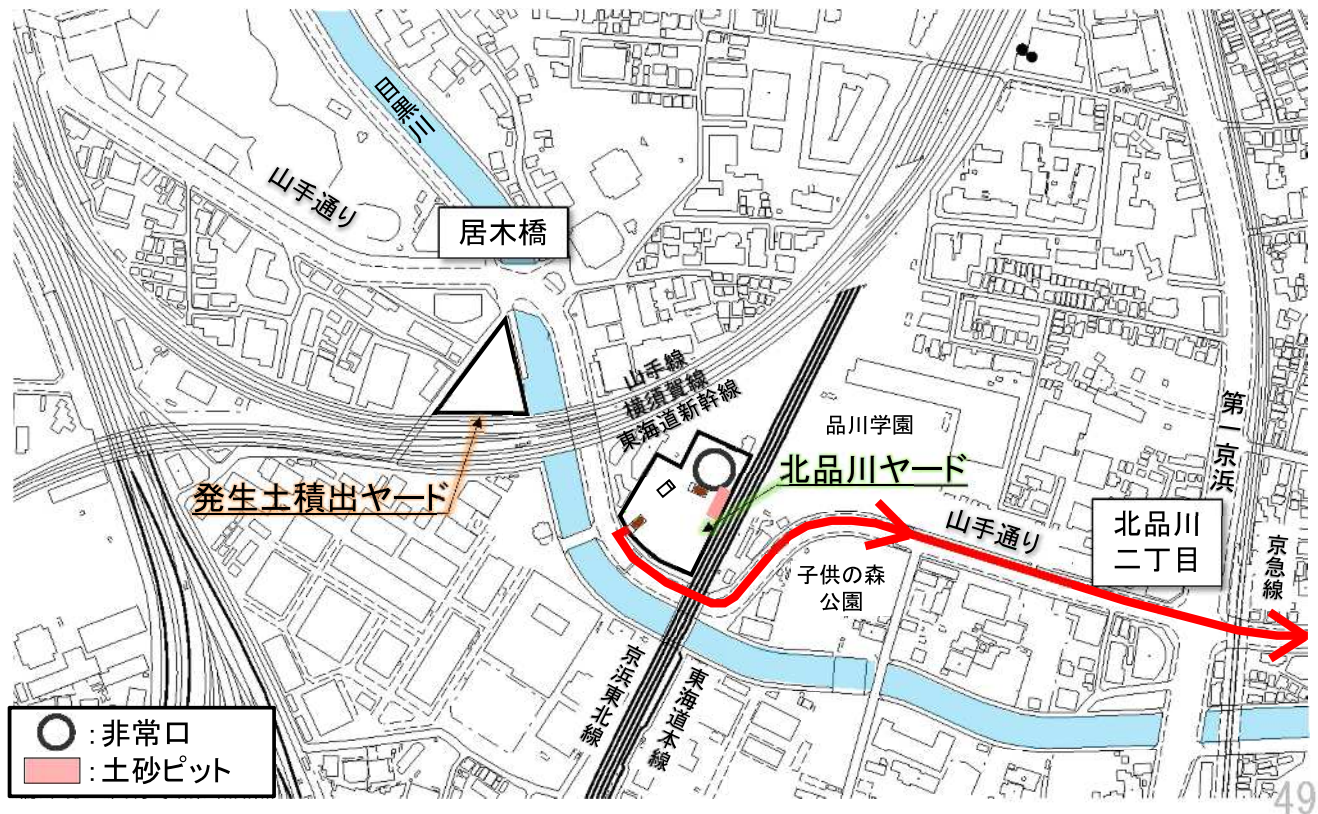 目黒川
山手通り
居木橋
山手線
横須賀線
東海道新幹線
品川学園
第一京浜
発生土積出ヤード
北品川ヤード
山手通り
北品川
二丁目
京急線
子供の森
公園
京浜東北線
東海道本線
:非常口
:土砂ピット
49